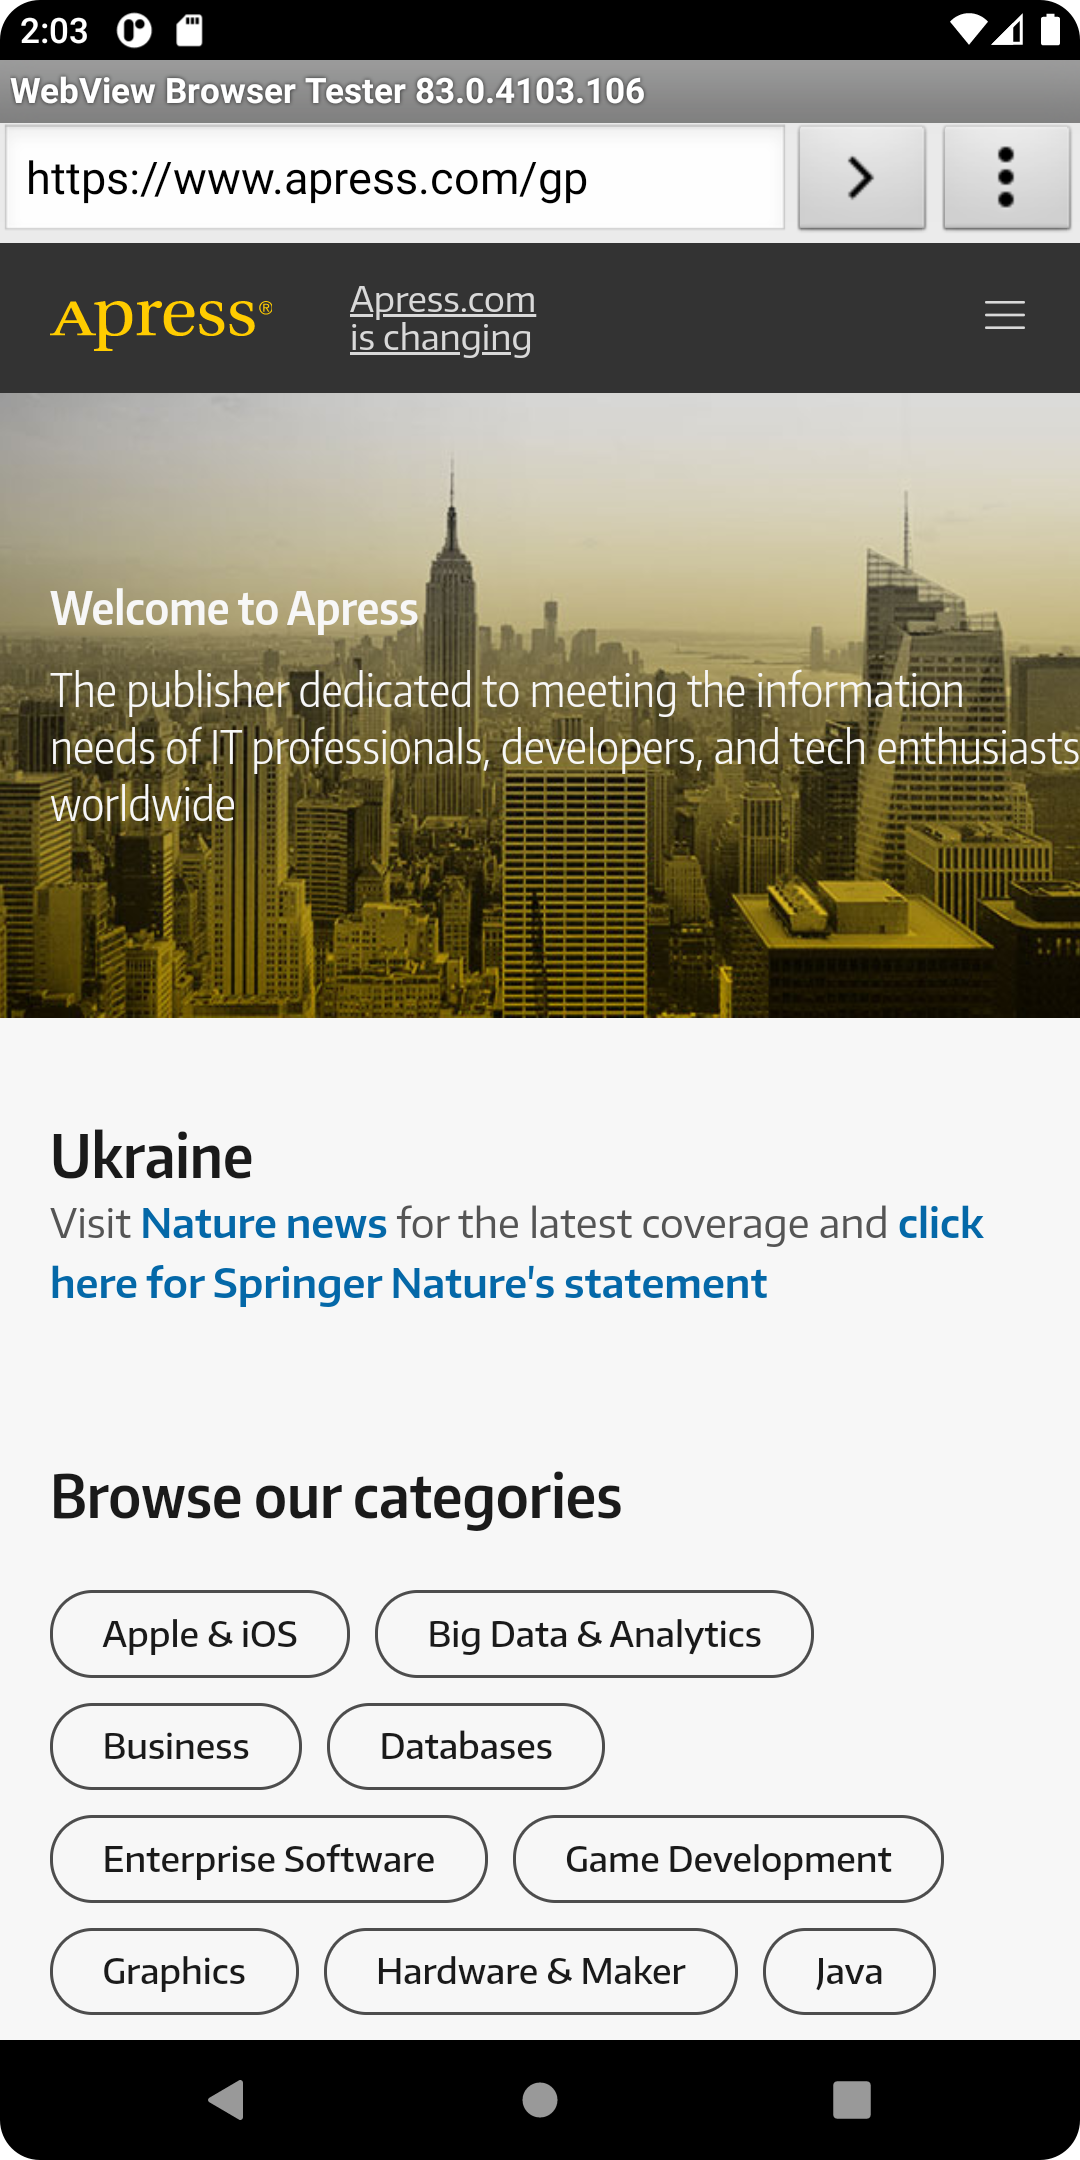 2:03
WebView Browser Tester 83.0.4103.106
https://www.apress.com/gp
Apress®
Apress.com
is changing
Welcome to Apress
The publisher dedicated to meeting the information
needs of IT professionals, developers, and tech enthusiasts
worldwide
Ukraine
Visit Nature news for the latest coverage and click
here for Springer Nature's statement
Browse our categories
Apple & iOS
Big Data & Analytics
Business
Databases
Enterprise Software
Game Development
Graphics
Hardware & Maker
Java